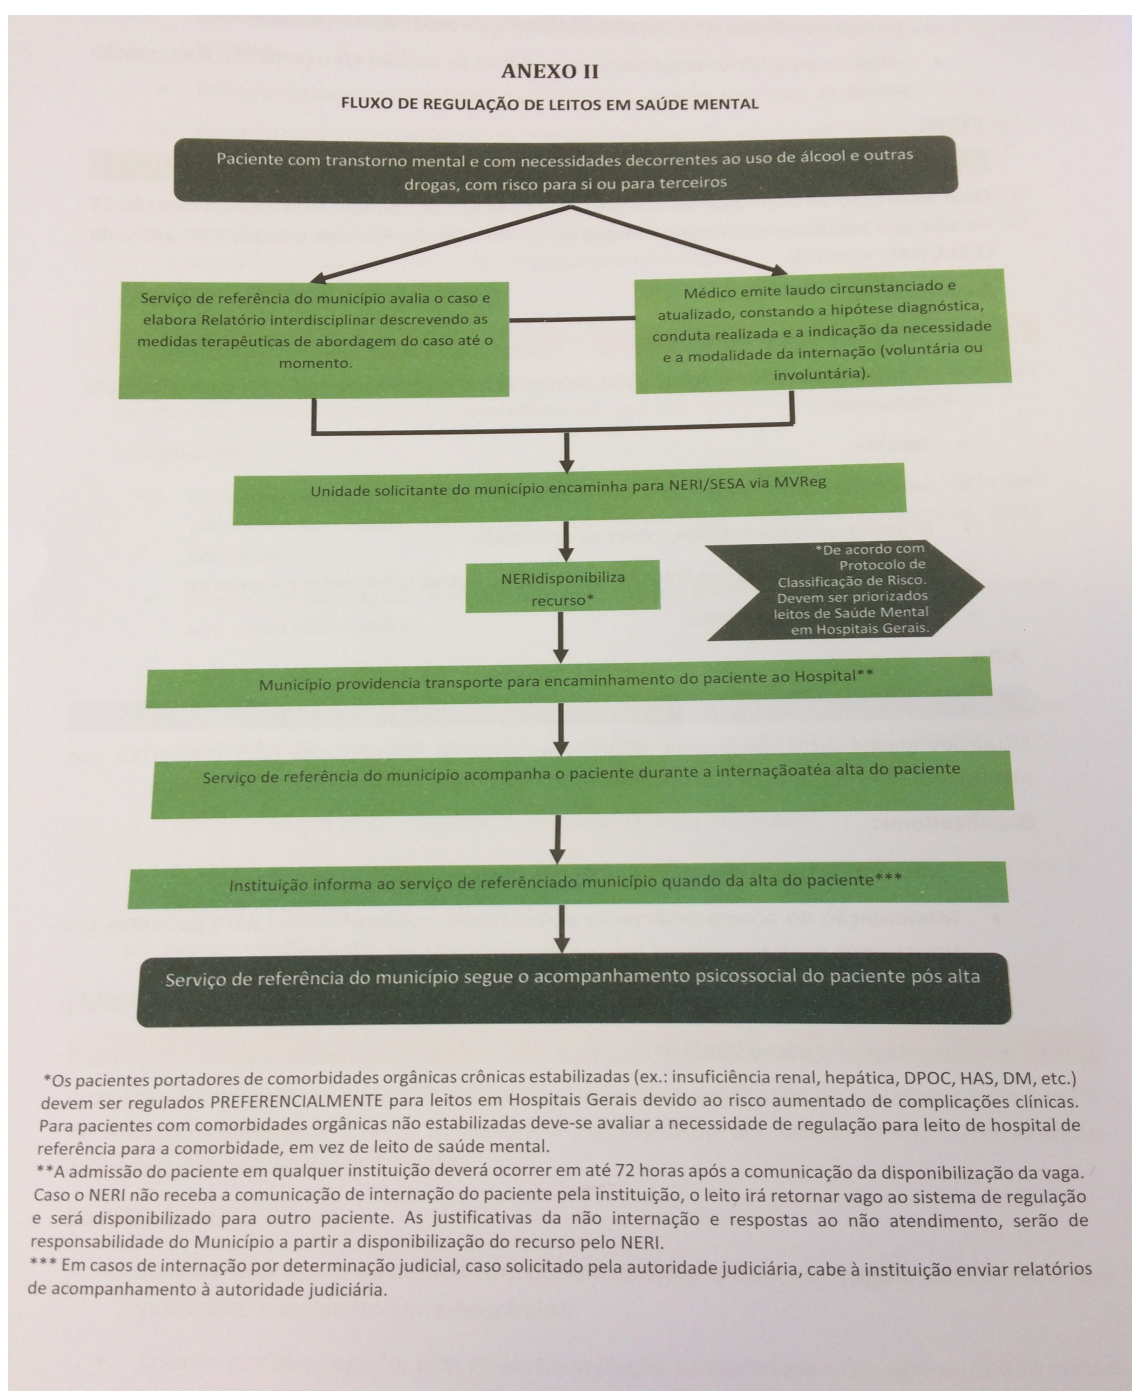 ANEXO II
FLUXO DE REGULAÇÃO DE LEITOS EM SAÚDE MENTAL
Paciente com transtorno mental e com necessidades decorrentes ao uso de álcool e outras
drogas, com risco para si ou para terceiros
Serviço de referência do município avalia o caso e
elabora Relatório interdisciplinar descrevendo as
medidas terapêuticas de abordagem do caso até o
momento.
Médico emite laudo circunstanciado e
atualizado, constando a hipótese diagnóstica,
conduta realizada e a indicação da necessidade
e a modalidade da internação (voluntária ou
involuntária).
Unidade solicitante do município encaminha para NERI/SESA via MVReg
NERIdisponibiliza
recurso*
*De acordo com
Protocolo de
Classificação de Risco.
Devem ser priorizados
leitos de Saúde Mental
em Hospitais Gerais.
Município providencia transporte para encaminhamento do paciente ao Hospital**
Serviço de referência do município acompanha o paciente durante a internaçãoatéa alta do paciente
Instituição informa ao serviço de referênciado município quando da alta do paciente***
Serviço de referência do município segue o acompanhamento psicossocial do paciente pós alta
*Os pacientes portadores de comorbidades orgânicas crônicas estabilizadas (ex.: insuficiência renal, hepática, DPOC, HAS, DM, etc.)
devem ser regulados PREFERENCIALMENTE para leitos em Hospitais Gerais devido ao risco aumentado de complicações clínicas.
Para pacientes com comorbidades orgânicas não estabilizadas deve-se avaliar a necessidade de regulação para leito de hospital de
referência para a comorbidade, em vez de leito de saúde mental.
**A admissão do paciente em qualquer instituição deverá ocorrer em até 72 horas após a comunicação da disponibilização da vaga.
Caso o NERI não receba a comunicação de internação do paciente pela instituição, o leito irá retornar vago ao sistema de regulação
e será disponibilizado para outro paciente. As justificativas da não internação e respostas ao não atendimento, serão de
responsabilidade do Município a partir a disponibilização do recurso pelo NERI.
*** Em casos de internação por determinação judicial, caso solicitado pela autoridade judiciária, cabe à instituição enviar relatórios
de acompanhamento à autoridade judiciária.